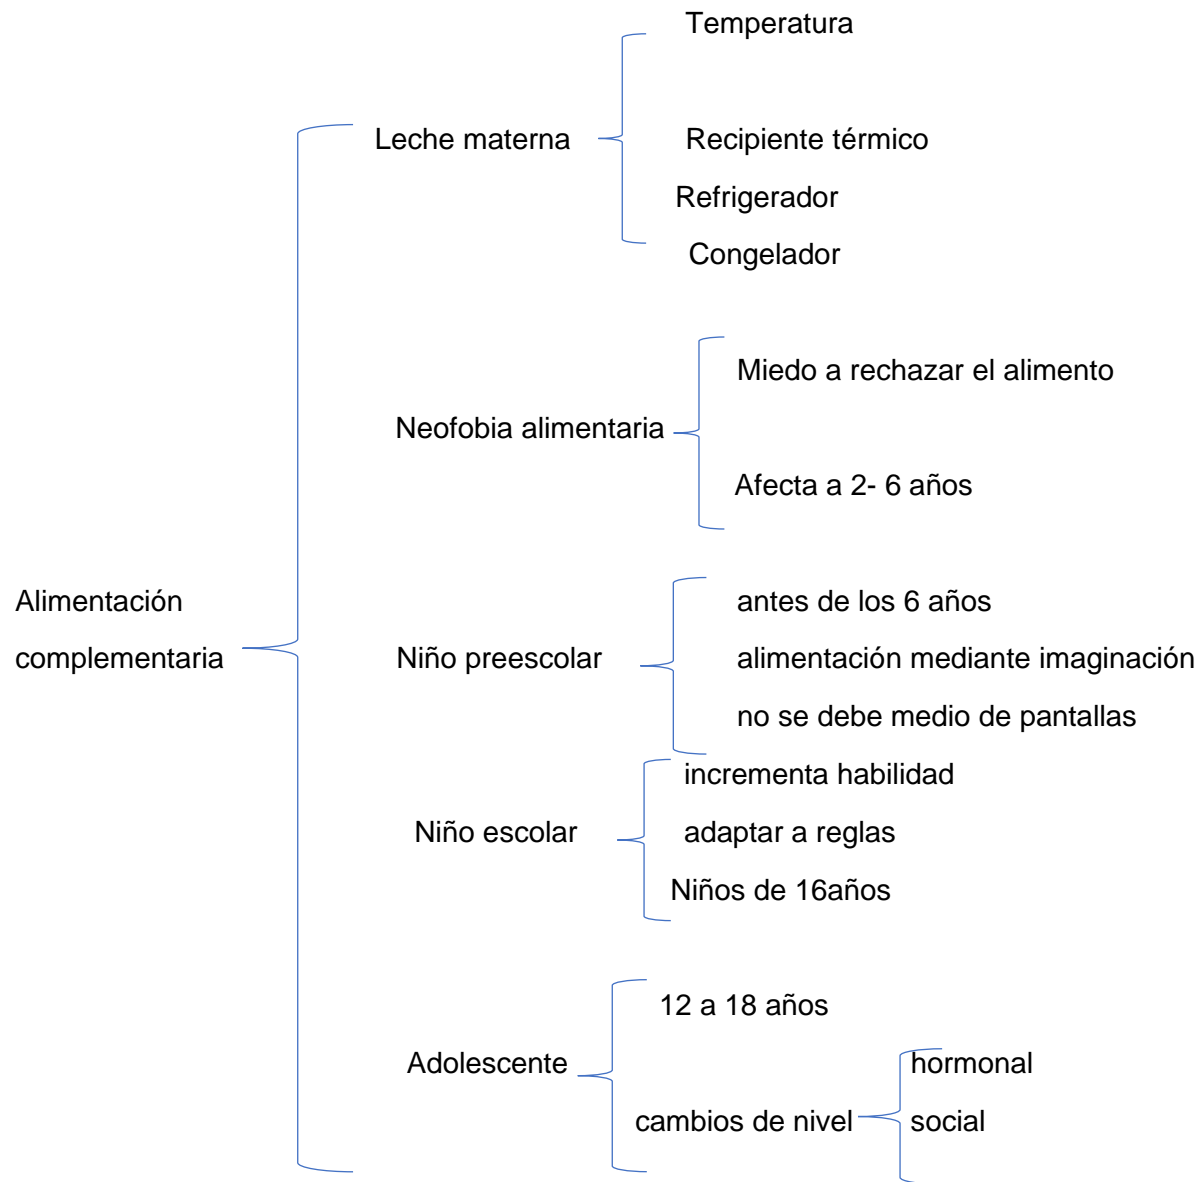 Alimentación
complementaria
Leche materna
Temperatura
Recipiente térmico
Refrigerador
Congelador
Neofobia alimentaria
Miedo a rechazar el alimento
Afecta a 2- 6 años
Niño preescolar
antes de los 6 años
alimentación mediante imaginación
no se debe medio de pantallas
Niño escolar
incrementa habilidad
adaptar a reglas
Niños de 16años
Adolescente
12 a 18 años
cambios de nivel
hormonal
social